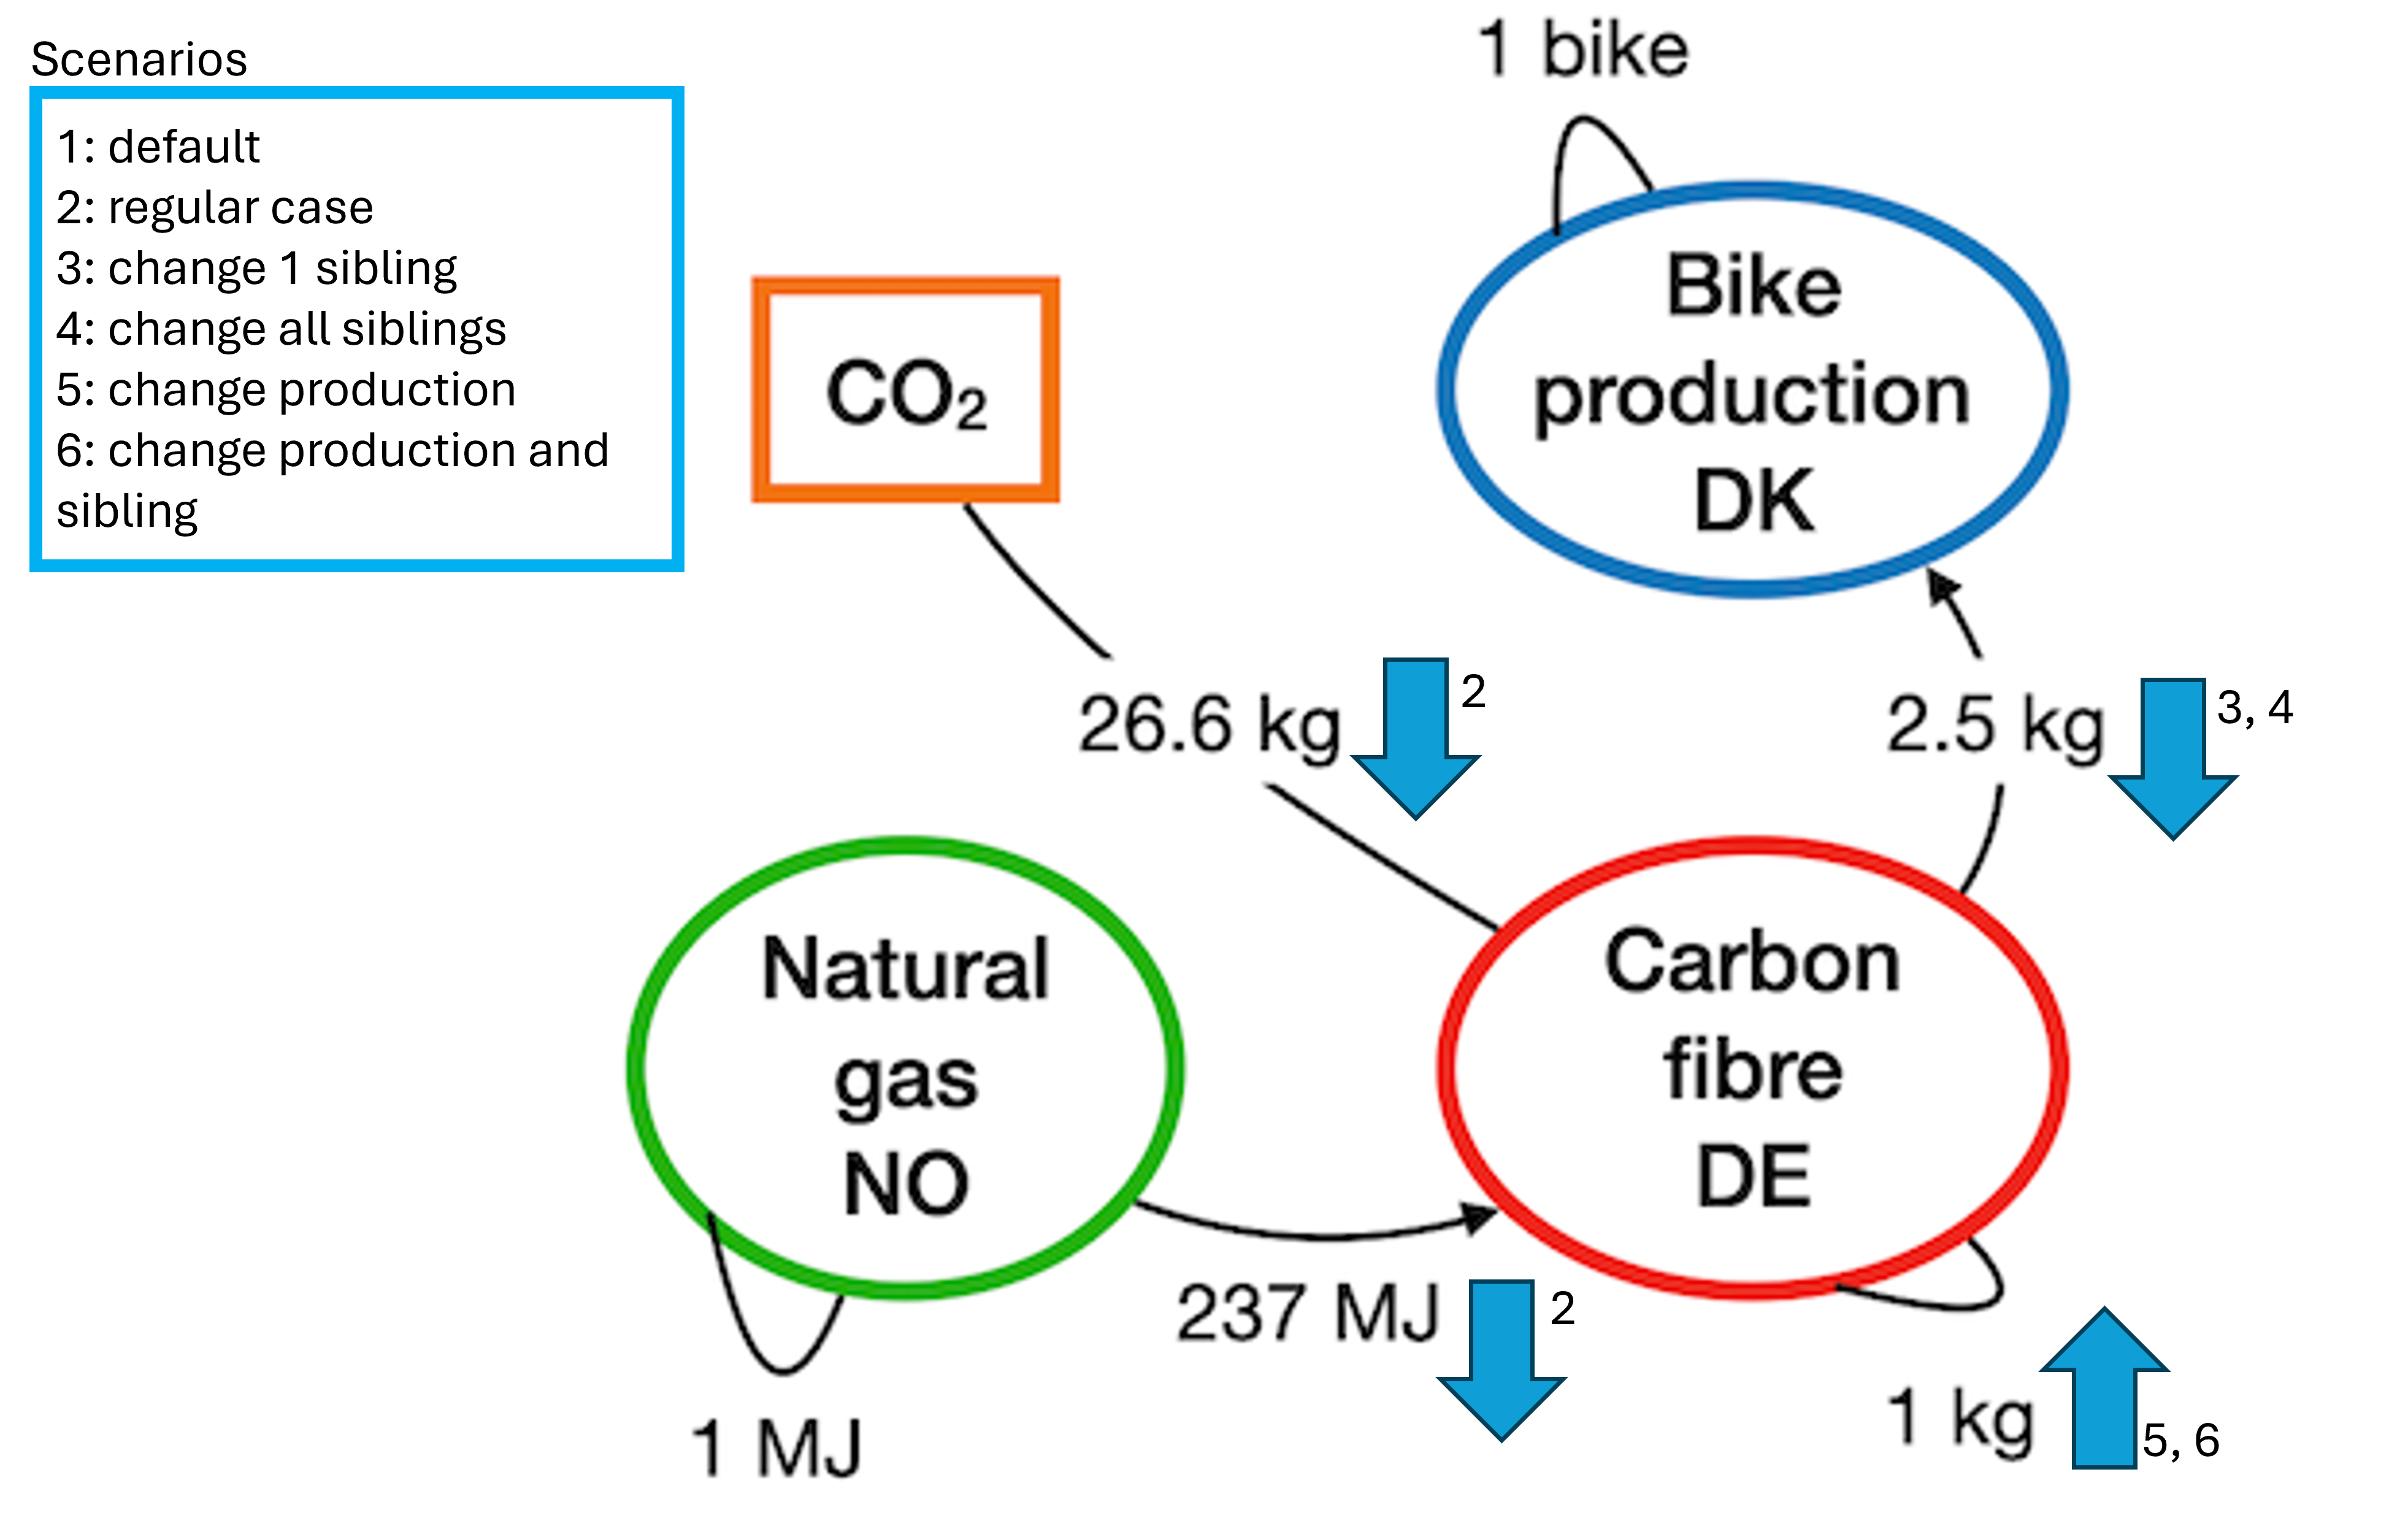 Scenarios
1: default
2: regular case
3: change 1 sibling
4: change all siblings
5: change production
6: change production and
sibling
1 bike
Bike
production
DK
CO₂
26.6 kg
2
2.5 kg
3, 4
Natural
gas
NO
Carbon
fibre
DE
237 MJ
2
1 MJ
1 kg
5, 6